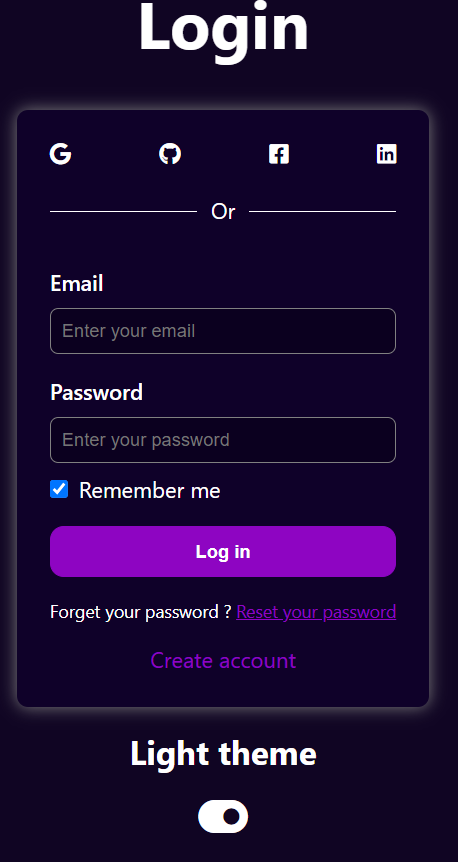 Login
Or
Email
Enter your email
Password
Enter your password
Remember me
Log in
Forget your password ? Reset your password
Create account
Light theme